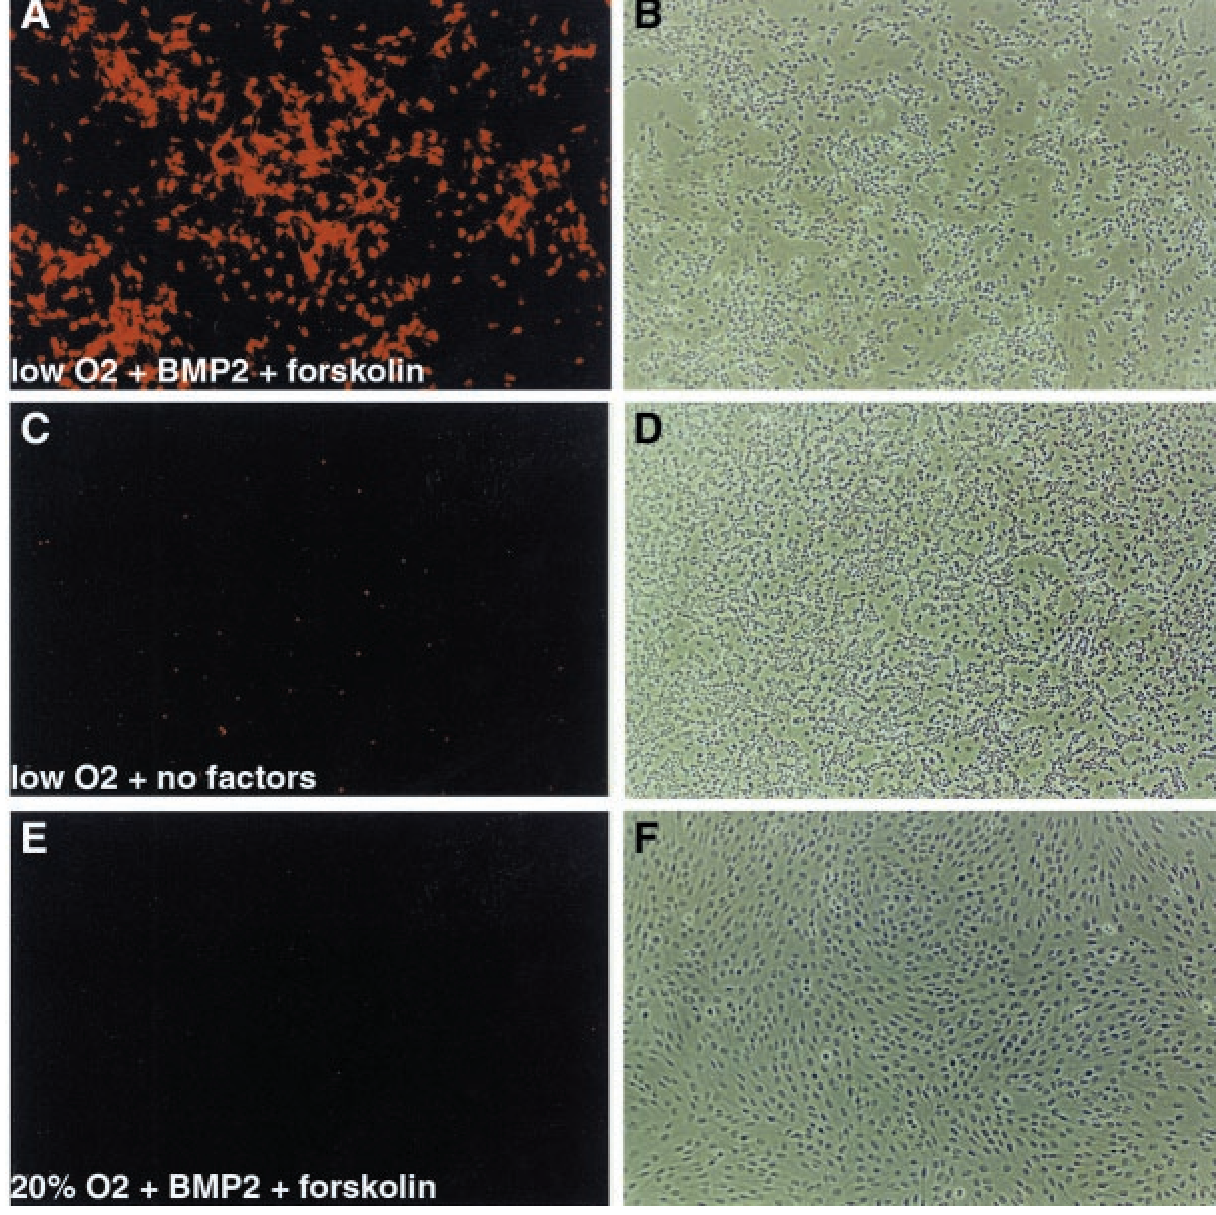 A
B
low O2 + BMP2 + forskolin
C
D
low O2 + no factors
E
F
20% O2 + BMP2 + forskolin